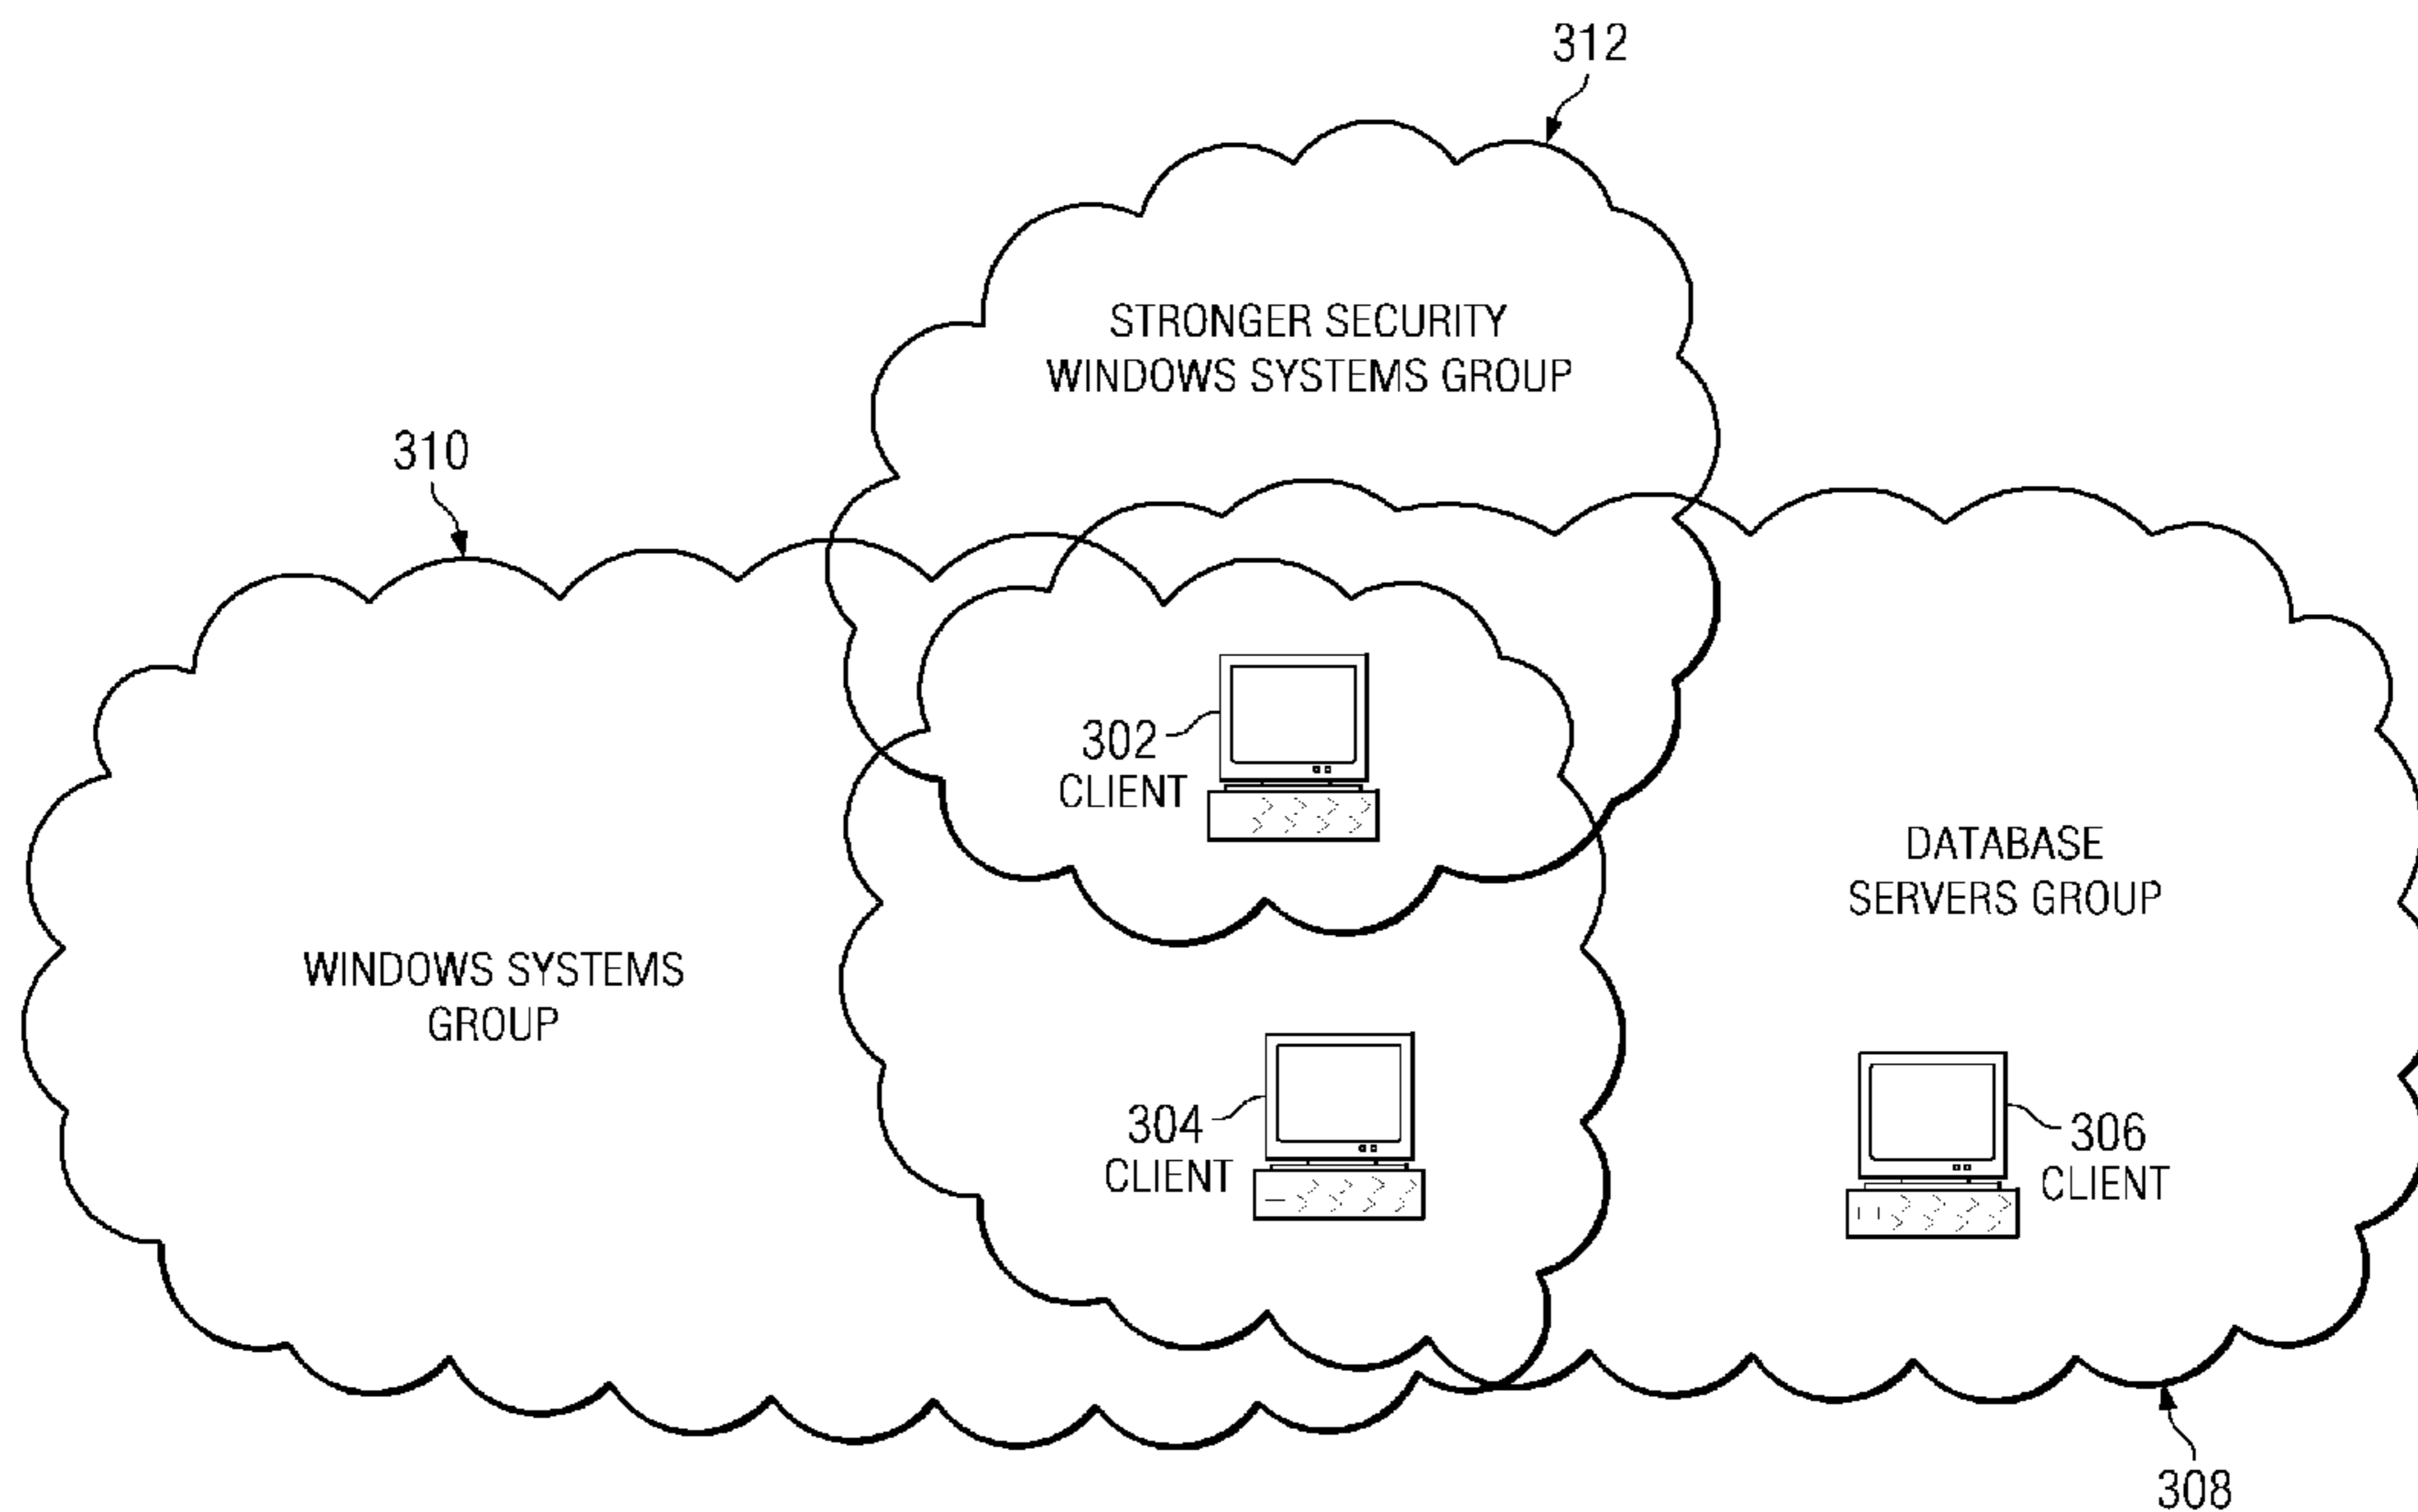 312
STRONGER SECURITY
WINDOWS SYSTEMS GROUP
310
302
CLIENT
DATABASE
SERVERS GROUP
WINDOWS SYSTEMS
GROUP
304
CLIENT
306
CLIENT
308